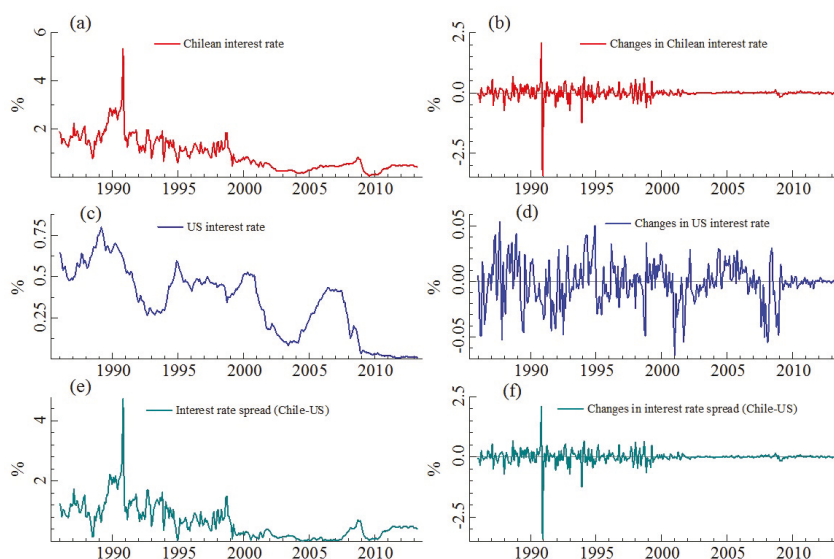 (a)
6
4
2
%
Chilean interest rate
1990 1995 2000 2005 2010
(b)
2.5
0.0
-2.5
%
Changes in Chilean interest rate
1990 1995 2000 2005 2010
(c)
0.75
0.5
0.25
%
US interest rate
1990 1995 2000 2005 2010
(d)
0.05
0.00
-0.05
%
Changes in US interest rate
1990 1995 2000 2005 2010
(e)
4
2
%
Interest rate spread (Chile-US)
1990 1995 2000 2005 2010
(f)
2.5
0.0
-2.5
%
Changes in interest rate spread (Chile-US)
1990 1995 2000 2005 2010